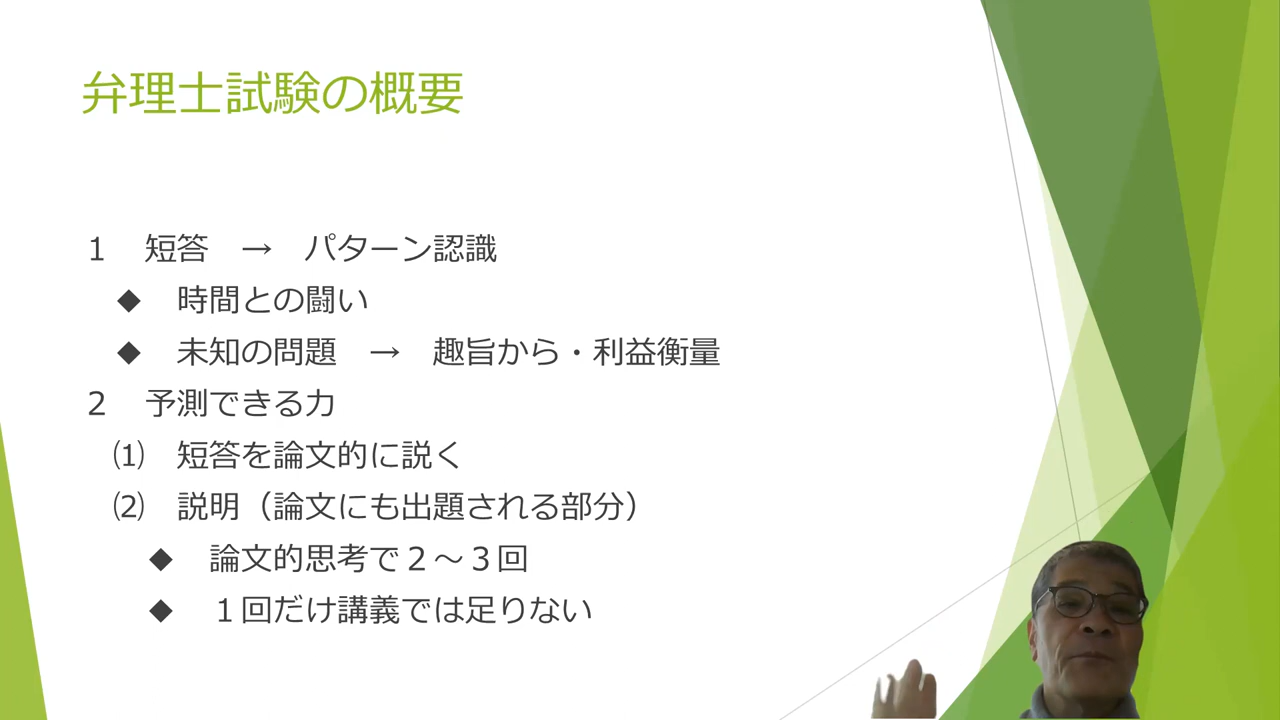 弁理士試験の概要
１　短答　→　パターン認識
◆　時間との闘い
◆　未知の問題　→　趣旨から・利益衡量
２　予測できる力
⑴　短答を論文的に説く
⑵　説明（論文にも出題される部分）
◆　論文的思考で２～３回
◆　１回だけ講義では足りない